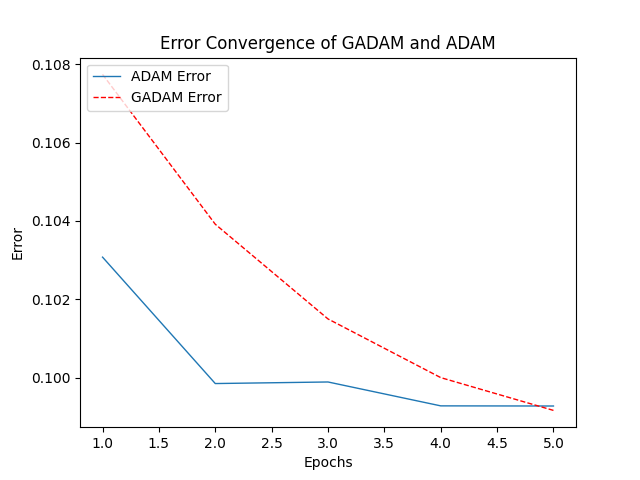 Error Convergence of GADAM and ADAM
ADAM Error
GADAM Error
0.108
0.106
0.104
0.102
0.100
Error
1.0 1.5 2.0 2.5 3.0 3.5 4.0 4.5 5.0
Epochs